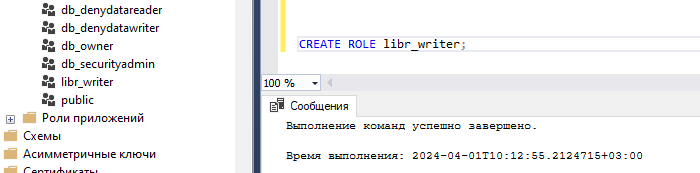 db_denydatareader
db_denydatawriter
db_owner
db_securityadmin
libr_writer
public
Роли приложений
Схемы
Асимметричные ключи
Сертификаты
CREATE ROLE libr_writer;
100 %
Сообщения
Выполнение команд успешно завершено.
Время выполнения: 2024-04-01T10:12:55.2124715+03:00